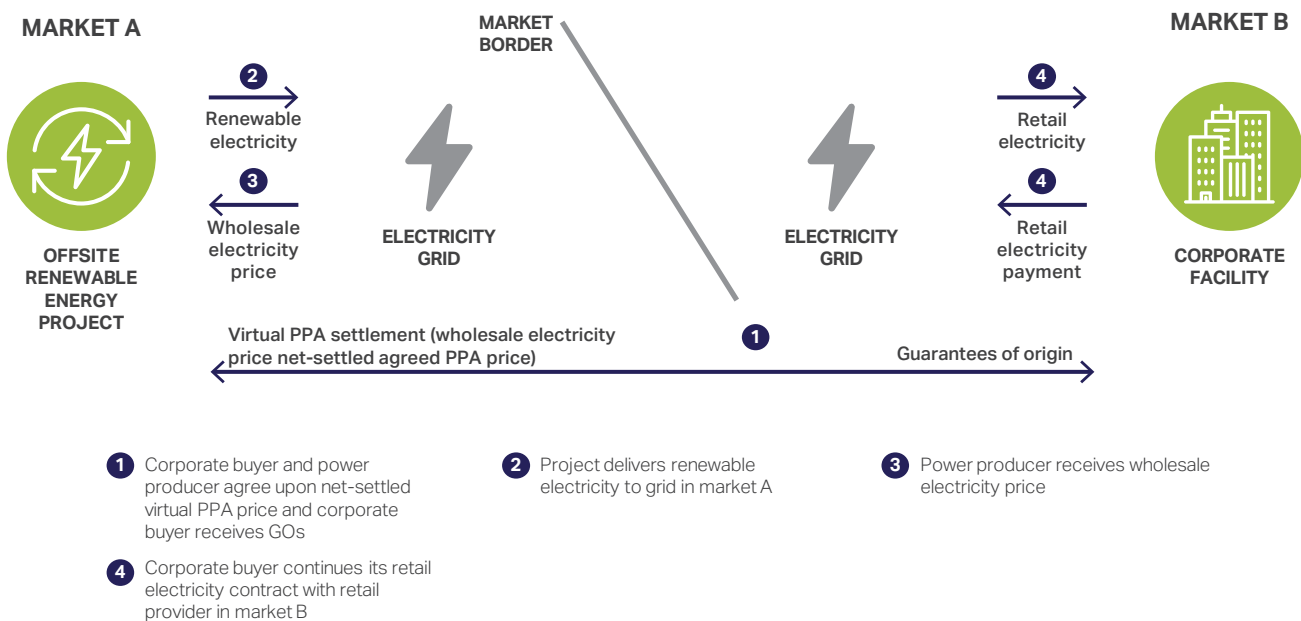 MARKET A
MARKET
BORDER
MARKET B
2
Renewable
electricity
3
Wholesale
electricity
price
OFFSITE
RENEWABLE
ENERGY
PROJECT
ELECTRICITY
GRID
ELECTRICITY
GRID
4
Retail
electricity
4
Retail
electricity
payment
CORPORATE
FACILITY
Virtual PPA settlement (wholesale electricity
price net-settled agreed PPA price)
1
Guarantees of origin
1 Corporate buyer and power
producer agree upon net-settled
virtual PPA price and corporate
buyer receives GOs
2 Project delivers renewable
electricity to grid in market A
3 Power producer receives wholesale
electricity price
4 Corporate buyer continues its retail
electricity contract with retail
provider in market B